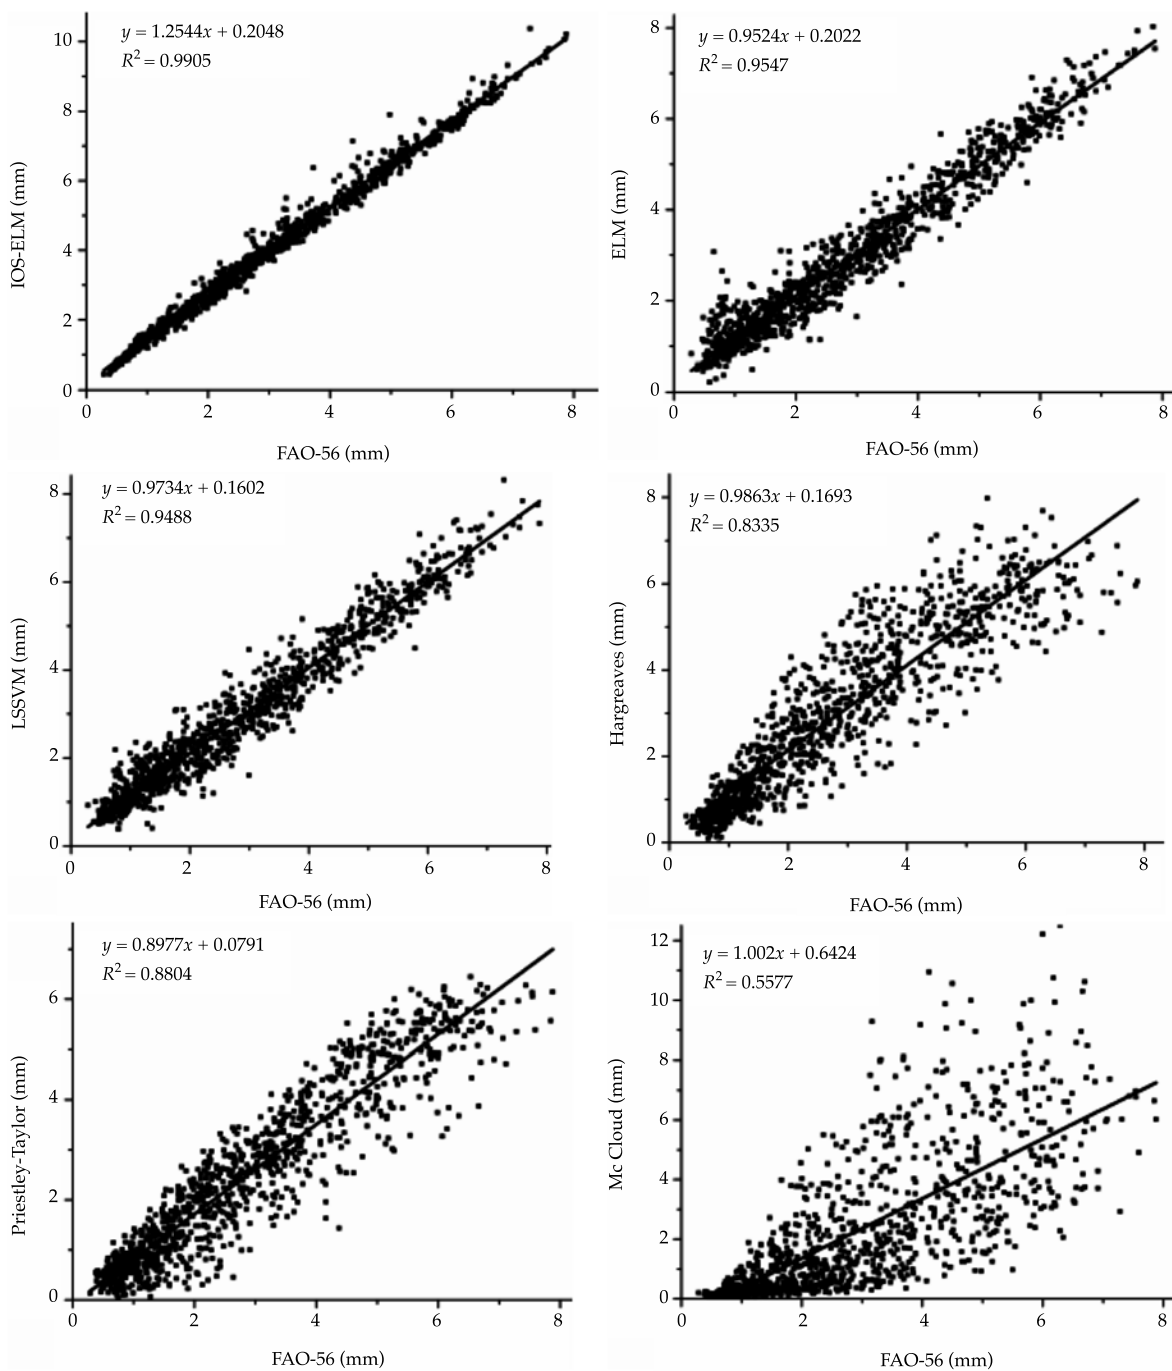 y = 1.2544x + 0.2048
R² = 0.9905
10
8
6
4
2
0
IOS-ELM (mm)
0 2 4 6 8
FAO-56 (mm)
y = 0.9524x + 0.2022
R² = 0.9547
8
6
4
2
0
ELM (mm)
0 2 4 6 8
FAO-56 (mm)
y = 0.9734x + 0.1602
R² = 0.9488
8
6
4
2
0
LSSVM (mm)
0 2 4 6 8
FAO-56 (mm)
y = 0.9863x + 0.1693
R² = 0.8335
8
6
4
2
0
Hargreaves (mm)
0 2 4 6 8
FAO-56 (mm)
y = 0.8977x + 0.0791
R² = 0.8804
6
4
2
0
Priestley-Taylor (mm)
0 2 4 6 8
FAO-56 (mm)
y = 1.002x + 0.6424
R² = 0.5577
12
10
8
6
4
2
0
Mc Cloud (mm)
0 2 4 6 8
FAO-56 (mm)